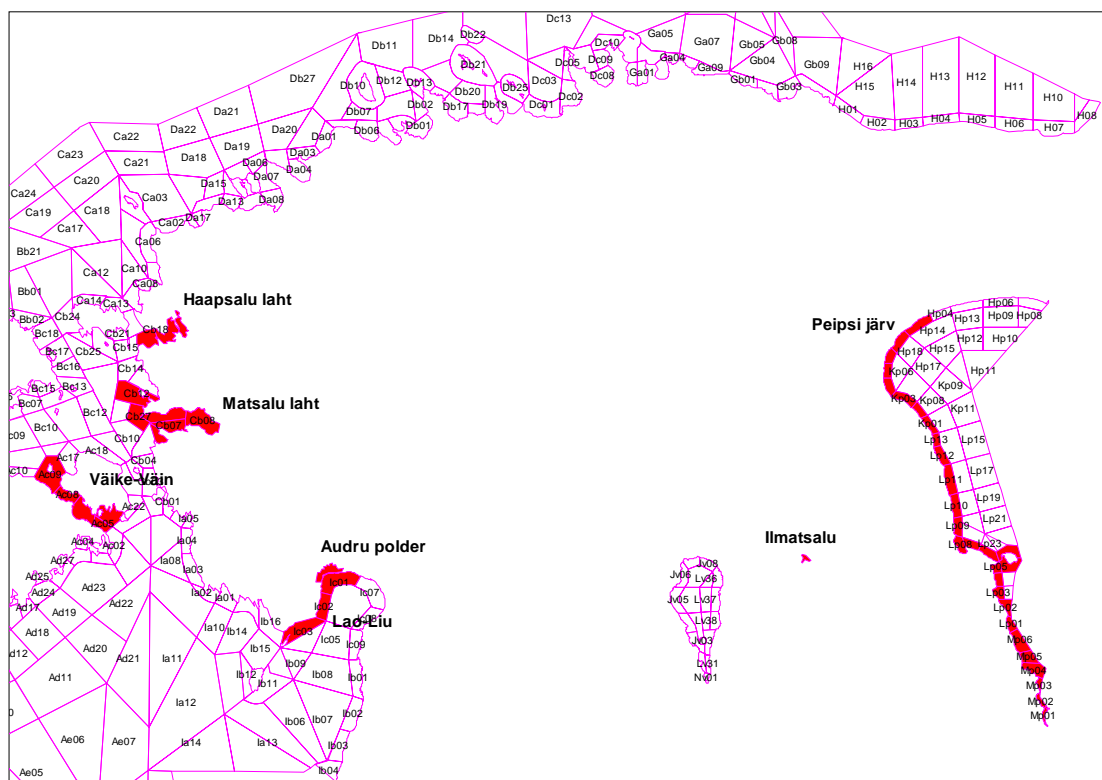 Dc13
Db11
Db14
Db22
Dc10
Ga05
Ga07
Gb05
Gb08
Db27
Db10
Db12
Db13
Db21
Dc05
Dc09
Ga04
Gb04
Gb09
H16
H13
H12
Dc03
Dc08
Ga01
Ga09
Gb01
H15
H14
H11
H10
Db25
Dc02
Gb03
Da21
Db07
Db02
Db20
Db17
Db19
Dc01
H01
H08
Ca22
Da22
Da20
Da01
Db06
Db01
H02
H03
H04
H05
H06
H07
Ca23
Ca21
Da18
Da19
Da03
Da04
Ca24
Ca20
Da15
Da07
Ca19
Ca18
Ca03
Da13
Da08
Ca17
Ca02
Da17
Bb21
Ca06
Ca12
Ca10
Ca08
Bb01
Ca14
Ca13
Haapsalu laht
Bb02
Cb24
Bc18
Cb21
Cb18
Peipsi järv
Hp04
Hp06
Hp13
Hp09
Hp08
Hp14
Hp12
Hp10
Bc17
Cb25
Cb15
Hp18
Hp15
Bc16
Cb14
Hp17
Hp11
Bc15
Bc13
Kp06
Kp09
Bc07
Bc12
Cb12
Matsalu laht
Kp03
Kp08
Kp11
Bc10
Cb27
Cb07
Cb08
Kp01
Cb10
Lp13
Lp15
Ac17
Ac18
Cb04
Lp12
Ac09
Väike-Väin
Lp11
Lp17
Ac08
Ac22
Cb01
Lp10
Lp19
Ac05
Ia05
Lp09
Lp21
Ac04
Ac02
Ia04
Audru polder
Ilmatsalu
Lp08
Lp23
Ad27
Ia08
Ia03
Jv08
Lp05
Ad25
Ad24
Ad23
Ia02
Ia01
Ic01
Ic07
Jv06
Lv36
Lp03
Ad17
Ad19
Ad22
Ic02
Jv05
Lv37
Lp02
Ad18
Ia10
Ib14
Ib16
Ic03
Lao-Liu
Lv38
Lp01
Ad20
Ad21
Ia11
Ib15
Ic05
Ic09
Jv03
Mp06
Ad11
Ib12
Ib11
Ib09
Ib08
Ib01
Lv31
Nv01
Mp05
Mp04
Mp03
Ia12
Ib06
Ib07
Ib02
Mp02
Mp01
Ae06
Ae07
Ia14
Ia13
Ib03
Ae05
Ib04